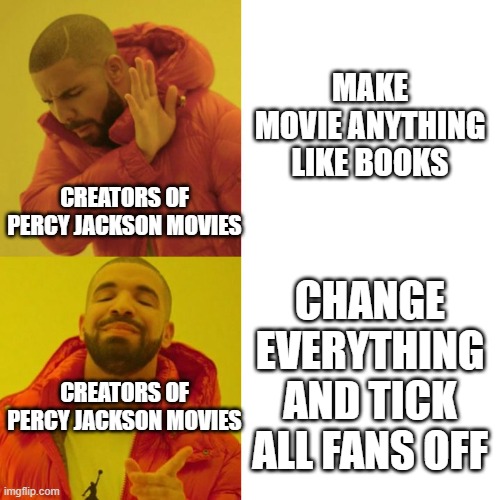 MAKE
MOVIE ANYTHING
LIKE BOOKS
CREATORS OF
PERCY JACKSON MOVIES
CHANGE
EVERYTHING
AND TICK
ALL FANS OFF
CREATORS OF
PERCY JACKSON MOVIES
imgflip.com